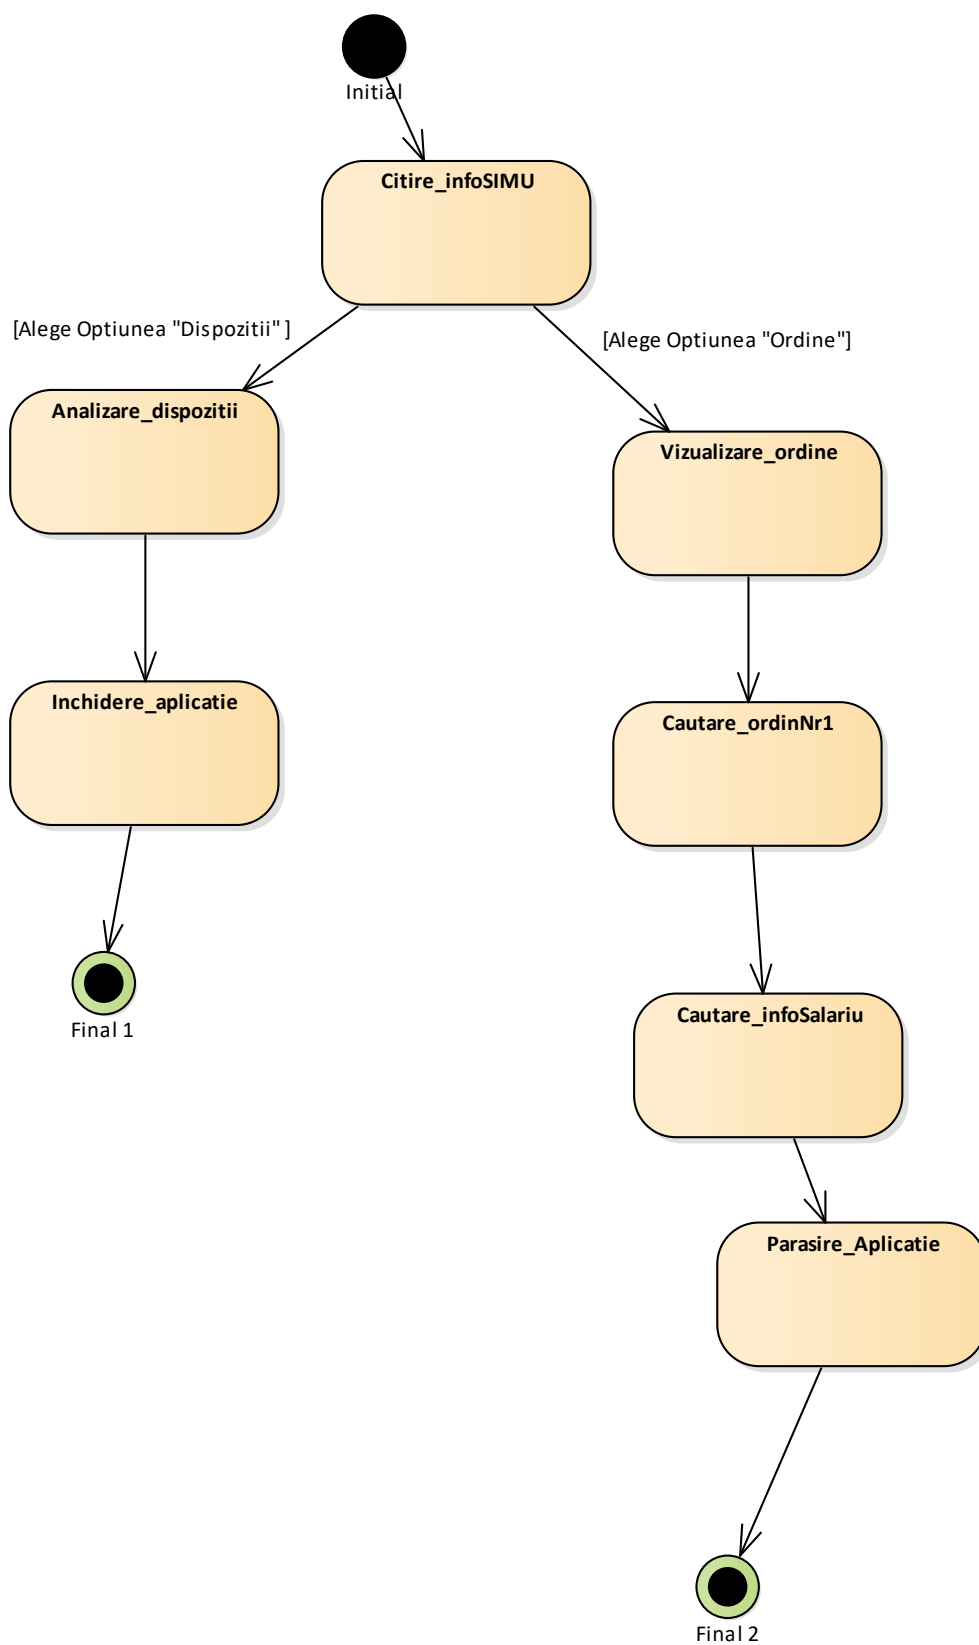 Initial
Citire_infoSIMU
[Alege Optiunea "Dispozitii" ]
[Alege Optiunea "Ordine"]
Analizare_dispozitii
Vizualizare_ordine
Inchidere_aplicatie
Cautare_ordinNr1
Final 1
Cautare_infoSalariu
Parasire_Aplicatie
Final 2